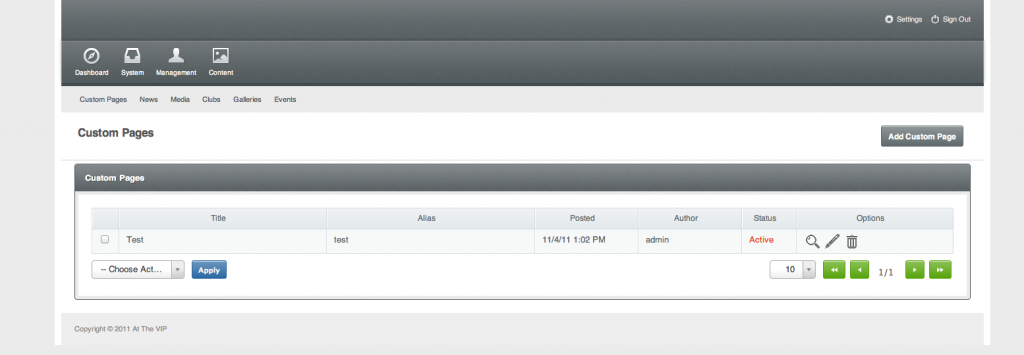 Settings Sign Out
Dashboard System Management Content
Custom Pages News Media Clubs Galleries Events
Custom Pages
Add Custom Page
Custom Pages
Title Alias Posted Author Status Options
Test test 11/4/11 1:02 PM admin Active
-- Choose Act... Apply 10 1/1
Copyright © 2011 At The VIP